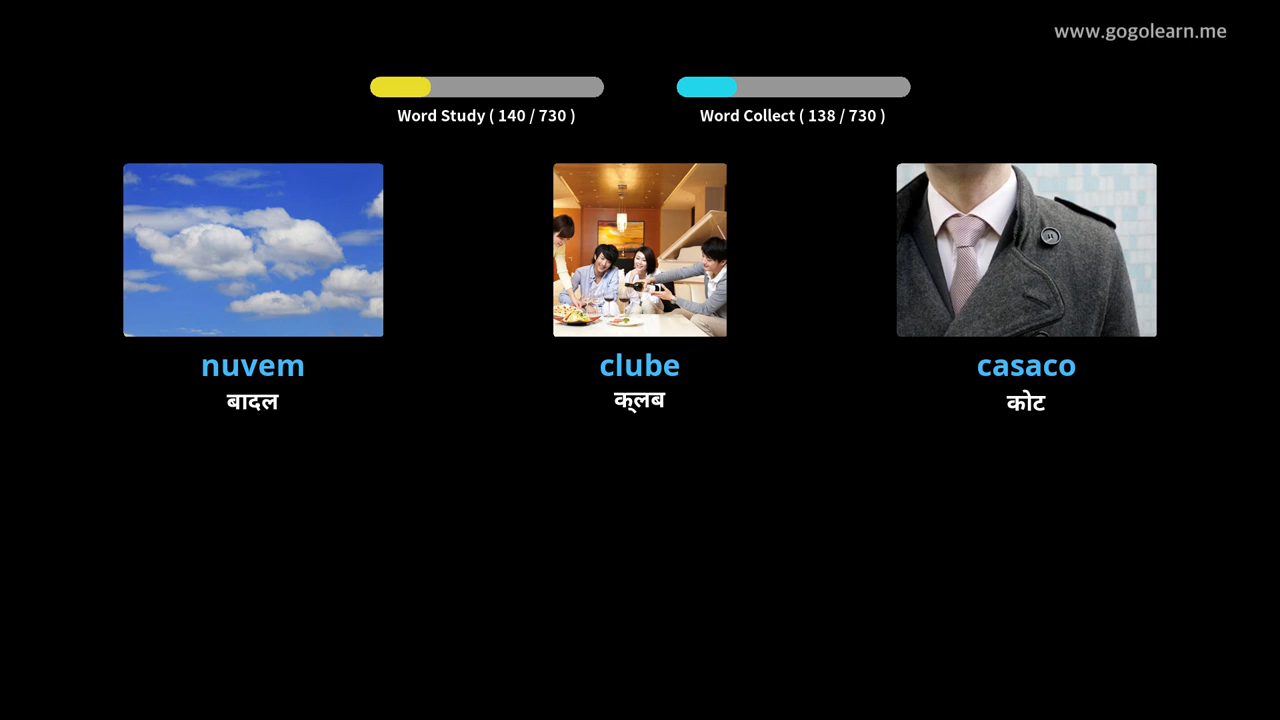 www.gogolearn.me
Word Study ( 140 / 730 )
Word Collect ( 138 / 730 )
nuvem
बादल
clube
क्लब
casaco
कोट